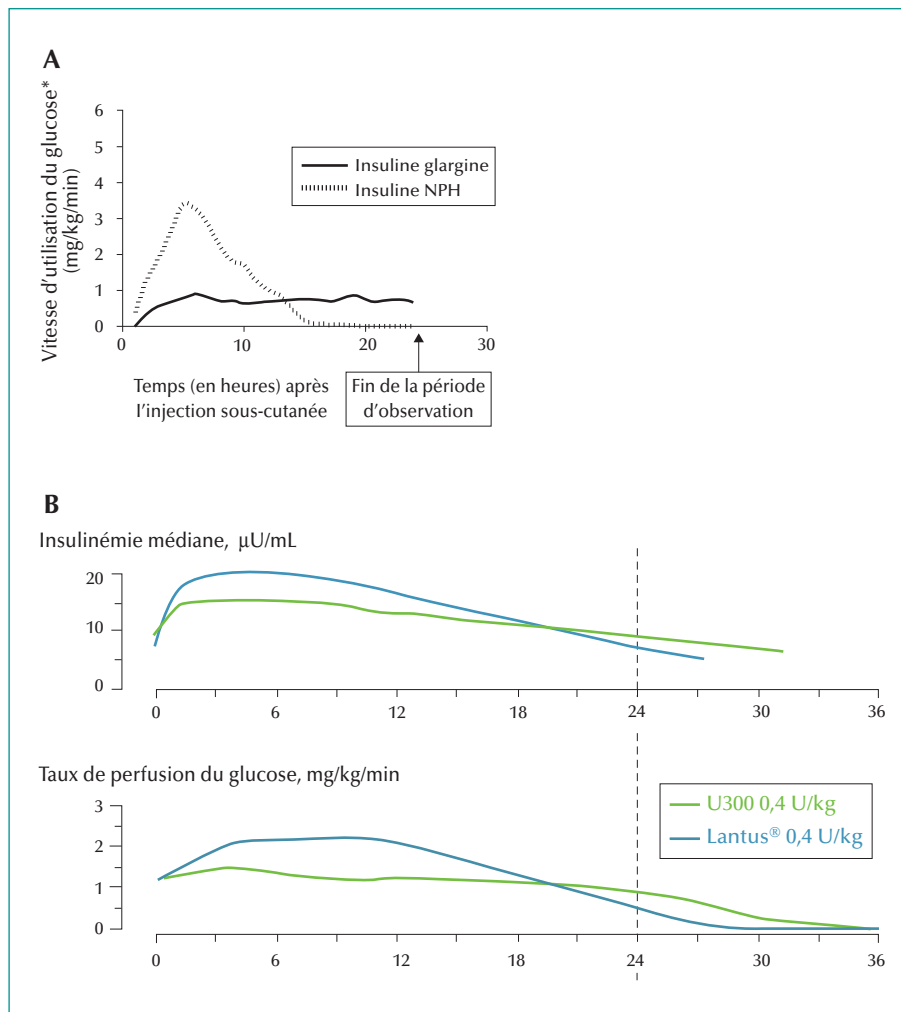 A
Vitesse d'utilisation du glucose*
(mg/kg/min)
6
5
4
3
2
1
0
Insuline glargine
Insuline NPH
0
10
20
30
Temps (en heures) après
l'injection sous-cutanée
Fin de la période
d'observation
B
Insulinémie médiane, µU/mL
20
10
0
0
6
12
18
24
30
36
Taux de perfusion du glucose, mg/kg/min
3
2
1
0
U300 0,4 U/kg
Lantus® 0,4 U/kg
0
6
12
18
24
30
36